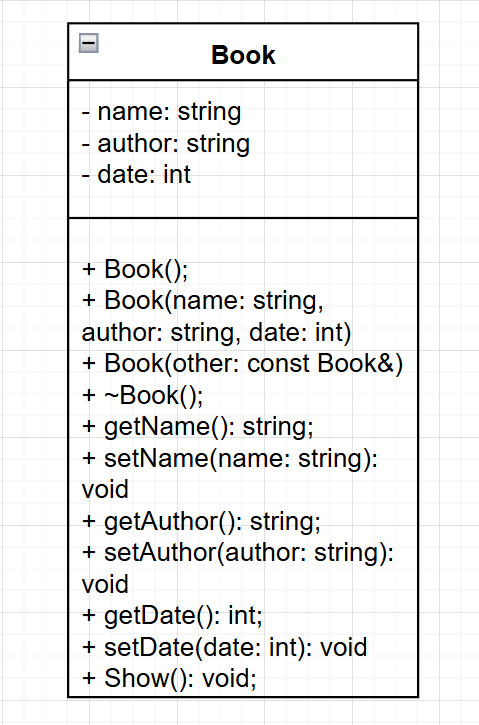 Book
- name: string
- author: string
- date: int
+ Book();
+ Book(name: string,
author: string, date: int)
+ Book(other: const Book&)
+ ~Book();
+ getName(): string;
+ setName(name: string):
void
+ getAuthor(): string;
+ setAuthor(author: string):
void
+ getDate(): int;
+ setDate(date: int): void
+ Show(): void;